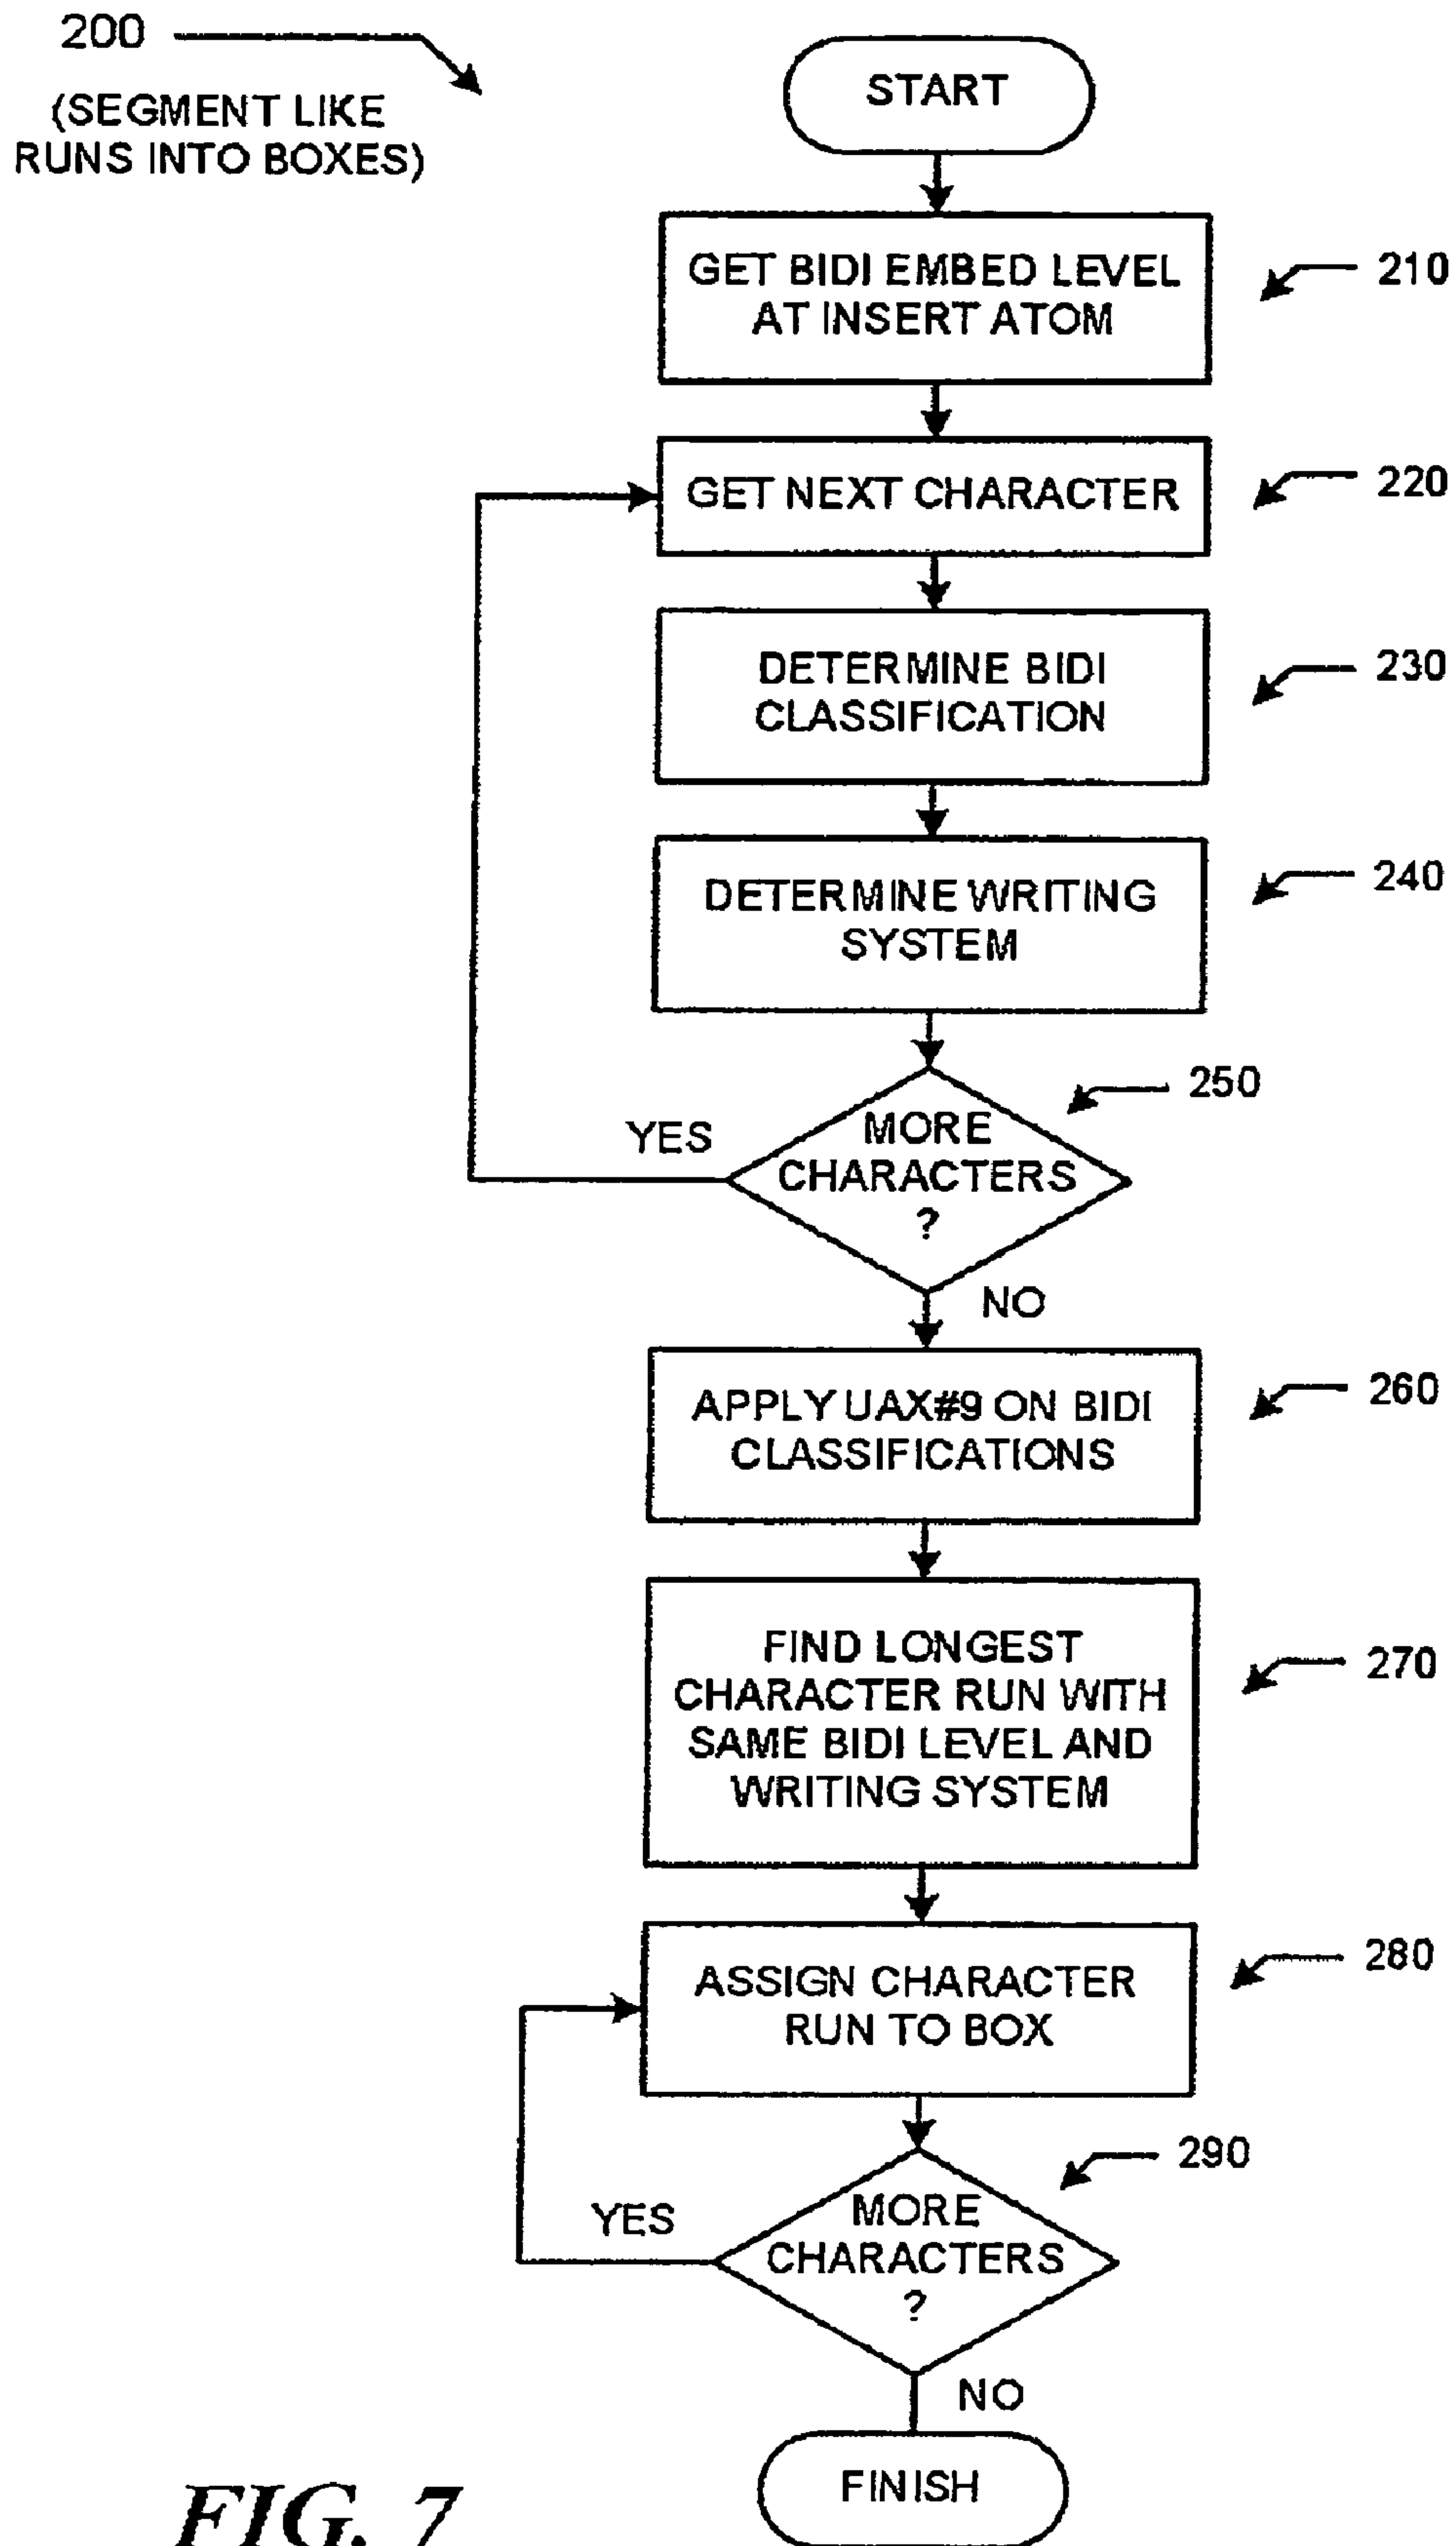 200
(SEGMENT LIKE
RUNS INTO BOXES)
START
GET BIDI EMBED LEVEL
AT INSERT ATOM
210
GET NEXT CHARACTER
220
DETERMINE BIDI
CLASSIFICATION
230
DETERMINE WRITING
SYSTEM
240
MORE
CHARACTERS
?
250
YES
NO
APPLY UAX#9 ON BIDI
CLASSIFICATIONS
260
FIND LONGEST
CHARACTER RUN WITH
SAME BIDI LEVEL AND
WRITING SYSTEM
270
ASSIGN CHARACTER
RUN TO BOX
280
MORE
CHARACTERS
?
290
YES
NO
FINISH
FIG. 7